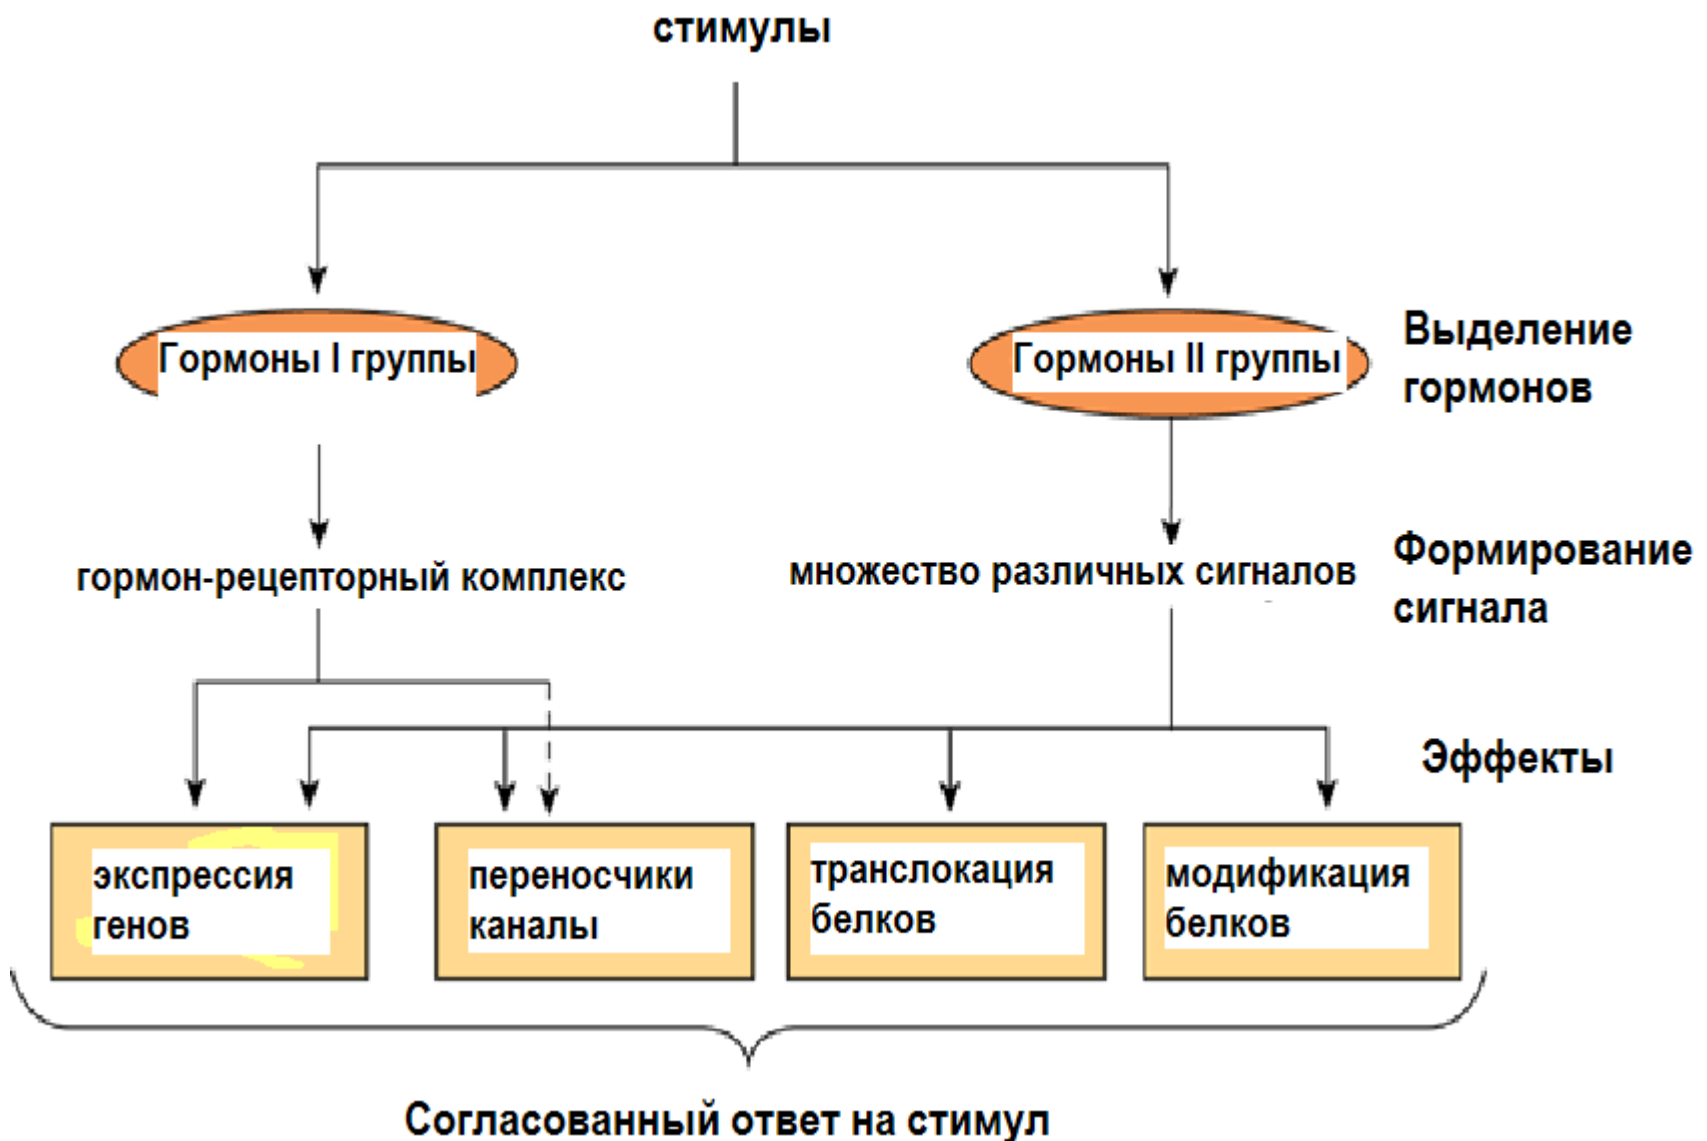 стимулы
Гормоны I группы
Гормоны II группы
Выделение
гормонов
гормон-рецепторный комплекс
множество различных сигналов
Формирование
сигнала
Эффекты
экспрессия
генов
переносчики
каналы
транслокация
белков
модификация
белков
Согласованный ответ на стимул